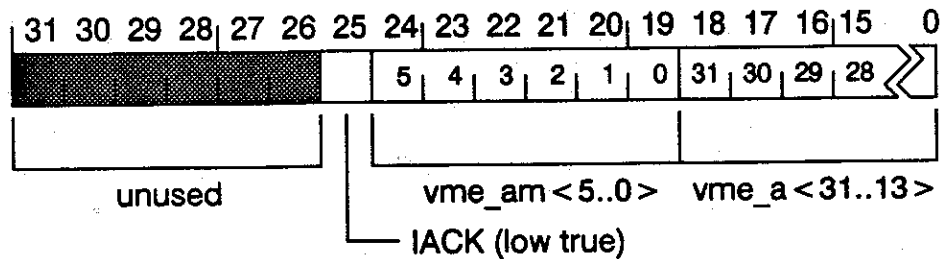 31 30 29 28 27 26 25 24 23 22 21 20 19 18 17 16 15 0
5 4 3 2 1 0 31 30 29 28
unused vme_am<5..0> vme_a<31..13>
IACK (low true)